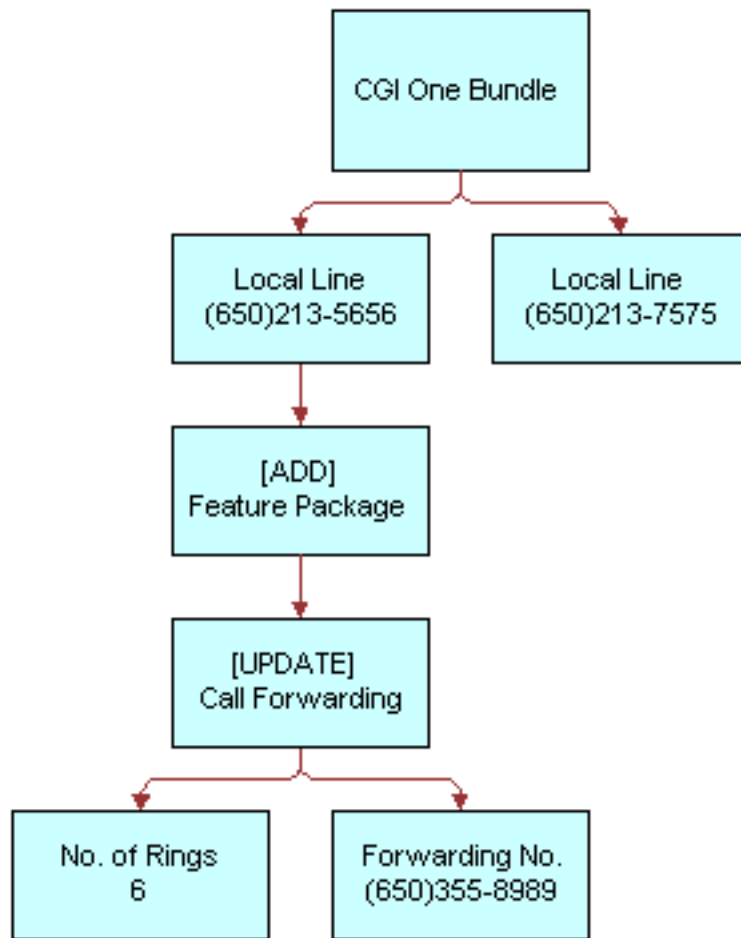 CGI One Bundle
Local Line
(650)213-5656
Local Line
(650)213-7575
[ADD]
Feature Package
[UPDATE]
Call Forwarding
No. of Rings
6
Forwarding No.
(650)355-8989